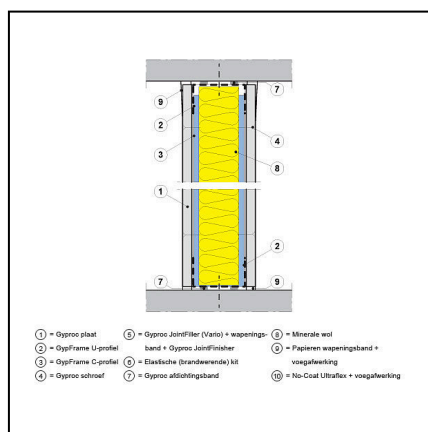 9
7
2
4
3
8
1
2
7
9
1 = Gyproc plaat
2 = GypFrame U-profiel
3 = GypFrame C-profiel
4 = Gyproc schroef
5 = Gyproc JointFiller (Vario) + wapenings-
band + Gyproc JointFinisher
6 = Elastische (brandwerende) kit
7 = Gyproc afdichtingsband
8 = Minerale wol
9 = Papieren wapeningsband +
voegafwerking
10 = No-Coat Ultraflex + voegafwerking